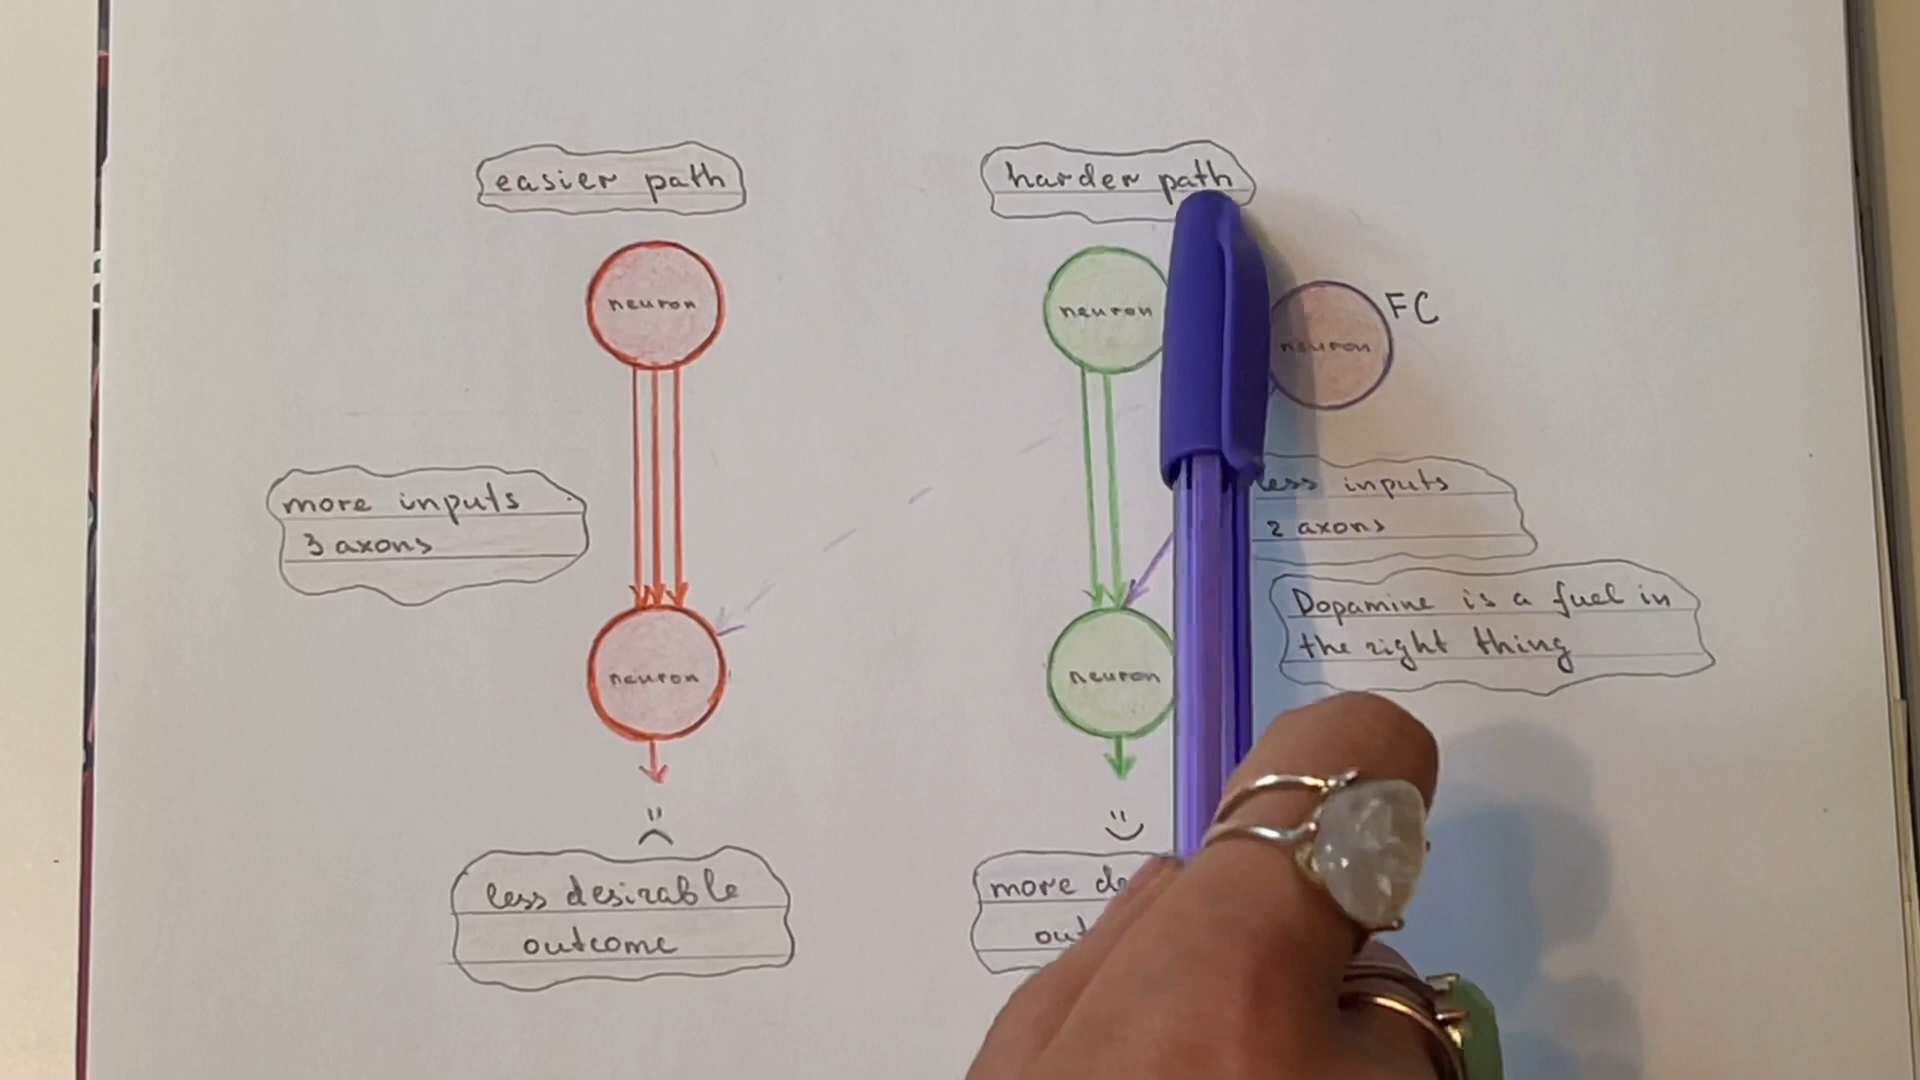 easier path
harder path
neuron
neuron
neuron
FC
more inputs
3 axons
less inputs
2 axons
Dopamine is a fuel in
the right thing
neuron
neuron
less desirable
outcome
more